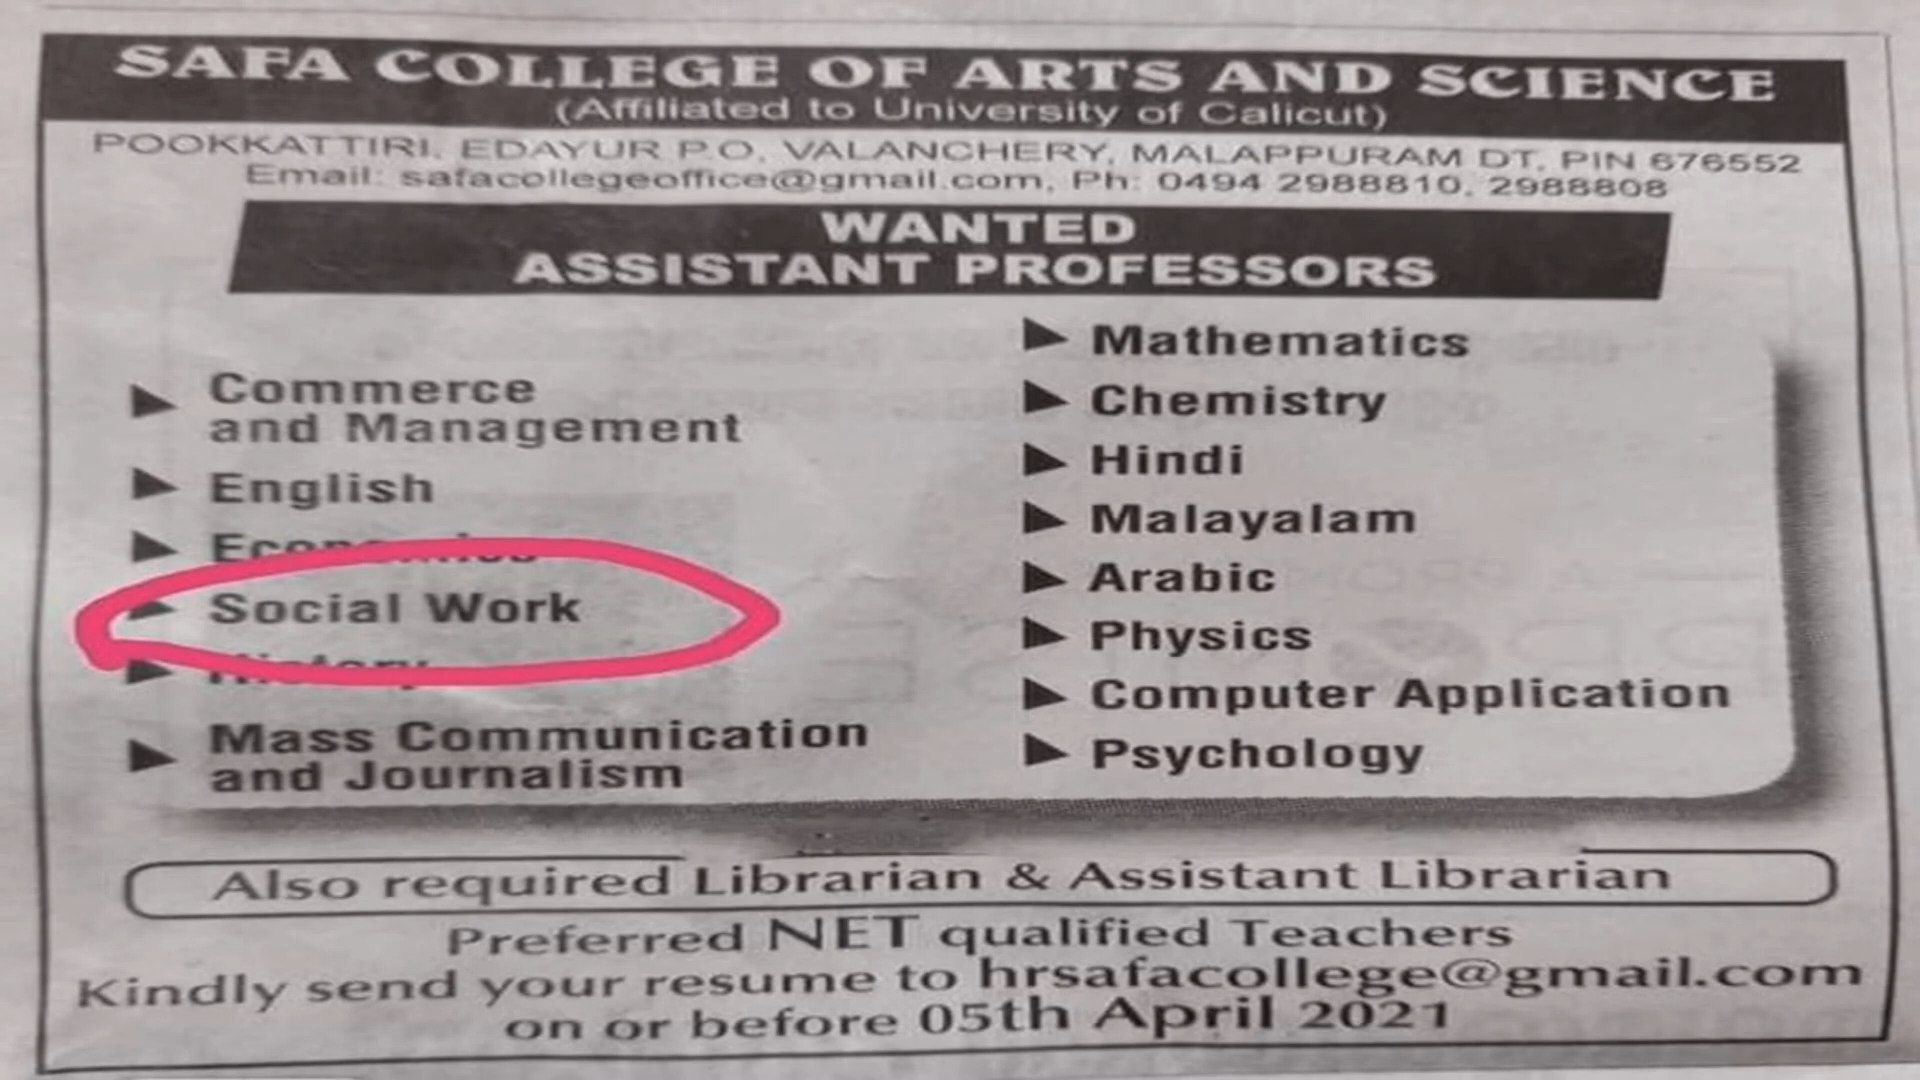 SAFA COLLEGE OF ARTS AND SCIENCE
(Affiliated to University of Calicut)
POOKKATTIRI, EDAYUR P.O, VALANCHERY, MALAPPURAM DT, PIN 676552
Email: safacollegeoffice@gmail.com, Ph: 0494 2988810, 2988808
WANTED
ASSISTANT PROFESSORS
Commerce
and Management
English
Economics
Social Work
History
Mass Communication
and Journalism
Mathematics
Chemistry
Hindi
Malayalam
Arabic
Physics
Computer Application
Psychology
Also required Librarian & Assistant Librarian
Preferred NET qualified Teachers
Kindly send your resume to hrsafacollege@gmail.com
on or before 05th April 2021